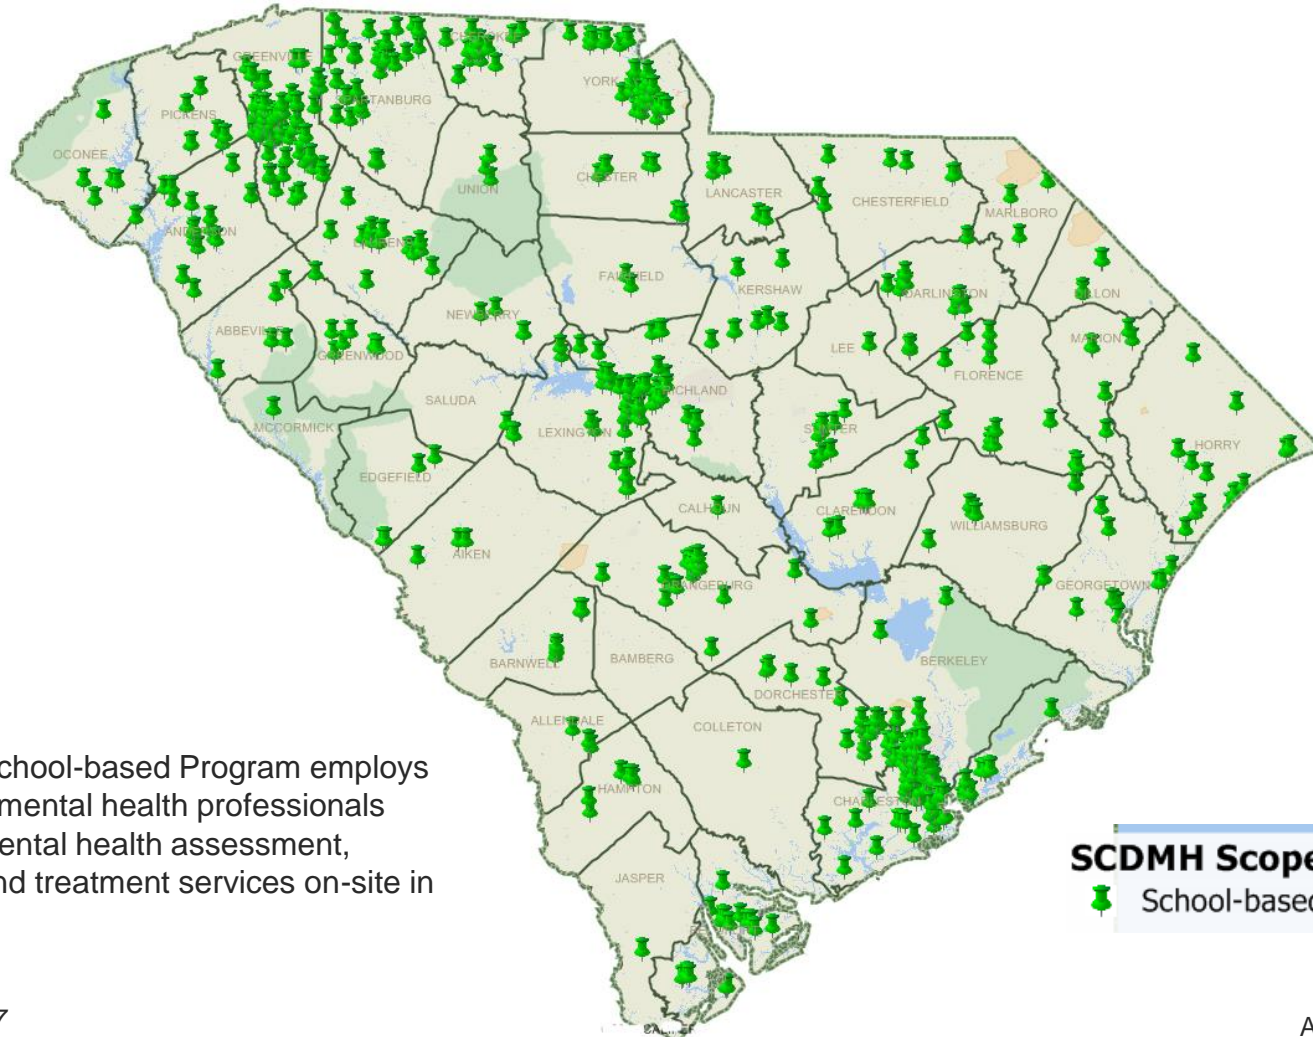 CHEROKEE
GREENVILLE
YORK
SPARTANBURG
PICKENS
OCONEE
UNION
CHESTER
LANCASTER
CHESTERFIELD
MARLBORO
ANDERSON
LAURENS
FAIRFIELD
KERSHAW
DARLINGTON
DILLON
NEWBERRY
ABBEVILLE
GREENWOOD
LEE
MARION
FLORENCE
RICHLAND
SALUDA
MCCORMICK
LEXINGTON
SUMTER
HORRY
EDGEFIELD
CALHOUN
CLARENDON
WILLIAMSBURG
AIKEN
ORANGEBURG
GEORGETOWN
BARNWELL
BAMBERG
BERKELEY
DORCHESTER
ALLENDALE
COLLETON
HAMPTON
CHARLESTON
JASPER
chool-based Program employs
mental health professionals
ental health assessment,
nd treatment services on-site in
SCDMH Scope
School-based
7
A